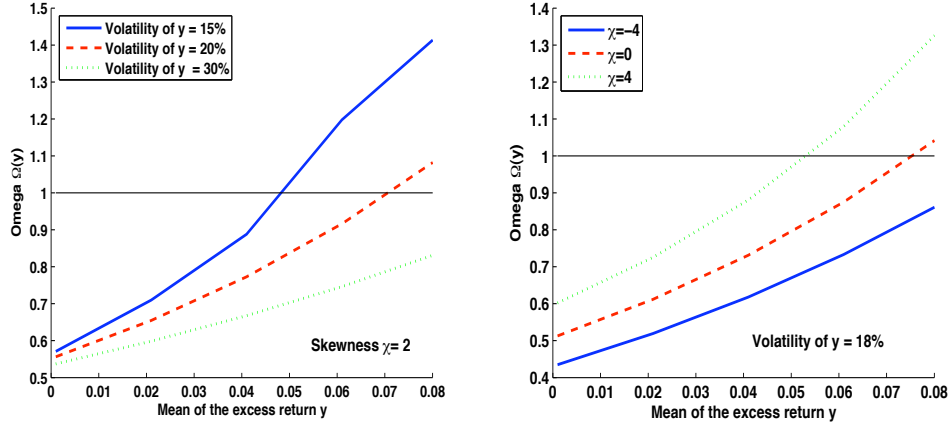 1.5
1.4
1.3
1.2
1.1
1
0.9
0.8
0.7
0.6
0.5
Omega Ω(y)
Volatility of y = 15%
Volatility of y = 20%
Volatility of y = 30%
Skewness χ= 2
0 0.01 0.02 0.03 0.04 0.05 0.06 0.07 0.08
Mean of the excess return y
1.4
1.3
1.2
1.1
1
0.9
0.8
0.7
0.6
0.5
0.4
Omega Ω(y)
χ=−4
χ=0
χ=4
Volatility of y = 18%
0 0.01 0.02 0.03 0.04 0.05 0.06 0.07 0.08
Mean of the excess return y